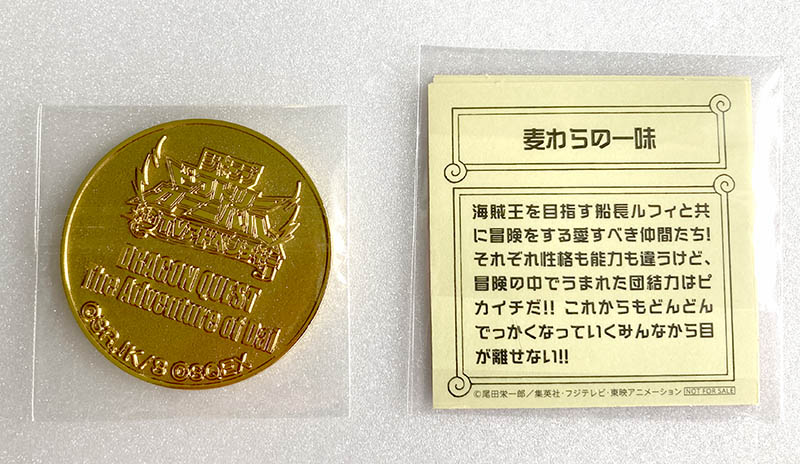 DRAGON QUEST
the Adventure of Dai
©SR,IK/S ©SQEX
麦わらの一味
海賊王を目指す船長ルフィと共
に冒険をする愛すべき仲間たち!
それぞれ性格も能力も違うけど、
冒険の中でうまれた団結力はピ
カイチだ!! これからもどんどん
でっかくなっていくみんなから目
が離せない!!
©尾田栄一郎/集英社・フジテレビ・東映アニメーション NOT FOR SALE